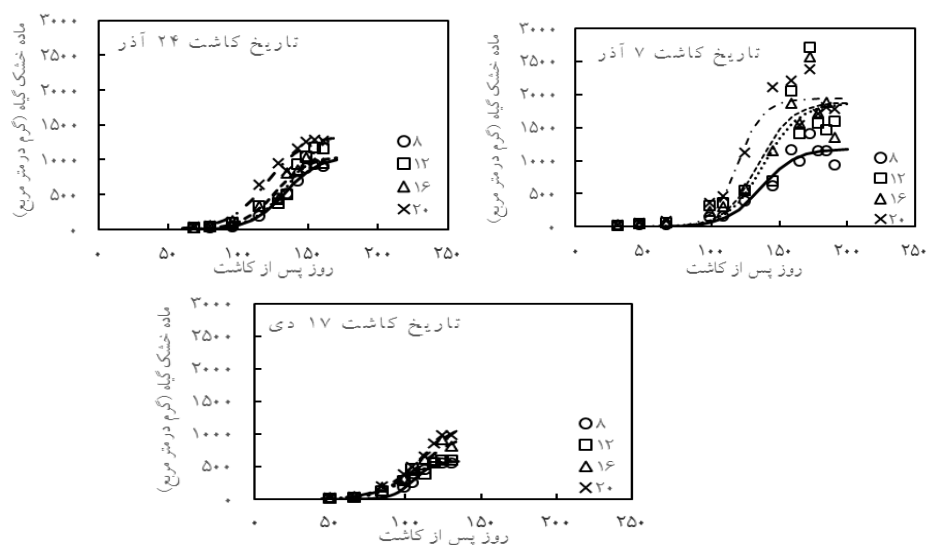 تاریخ کاشت ۲۴ آذر
ماده خشک گیاه (گرم در متر مربع)
۳۰۰۰
۲۵۰۰
۲۰۰۰
۱۵۰۰
۱۰۰۰
۵۰۰
۰
۰ ۵۰ ۱۰۰ ۱۵۰ ۲۰۰ ۲۵۰
روز پس از کاشت
۸
۱۲
۱۶
۲۰
تاریخ کاشت ۷ آذر
ماده خشک گیاه (گرم در متر مربع)
۳۰۰۰
۲۵۰۰
۲۰۰۰
۱۵۰۰
۱۰۰۰
۵۰۰
۰
۰ ۵۰ ۱۰۰ ۱۵۰ ۲۰۰ ۲۵۰
روز پس از کاشت
۸
۱۲
۱۶
۲۰
تاریخ کاشت ۱۷ دی
ماده خشک گیاه (گرم در متر مربع)
۳۰۰۰
۲۵۰۰
۲۰۰۰
۱۵۰۰
۱۰۰۰
۵۰۰
۰
۰ ۵۰ ۱۰۰ ۱۵۰ ۲۰۰ ۲۵۰
روز پس از کاشت
۸
۱۲
۱۶
۲۰